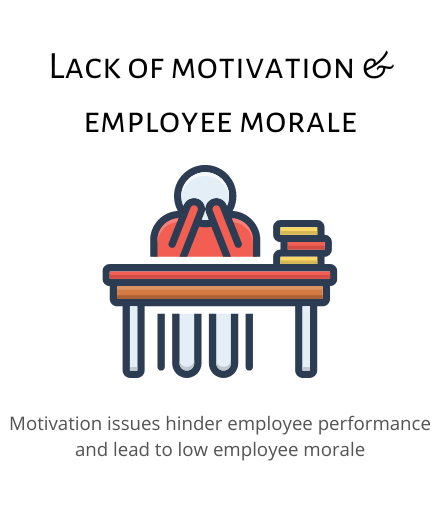 Lack of motivation &
employee morale
Motivation issues hinder employee performance
and lead to low employee morale